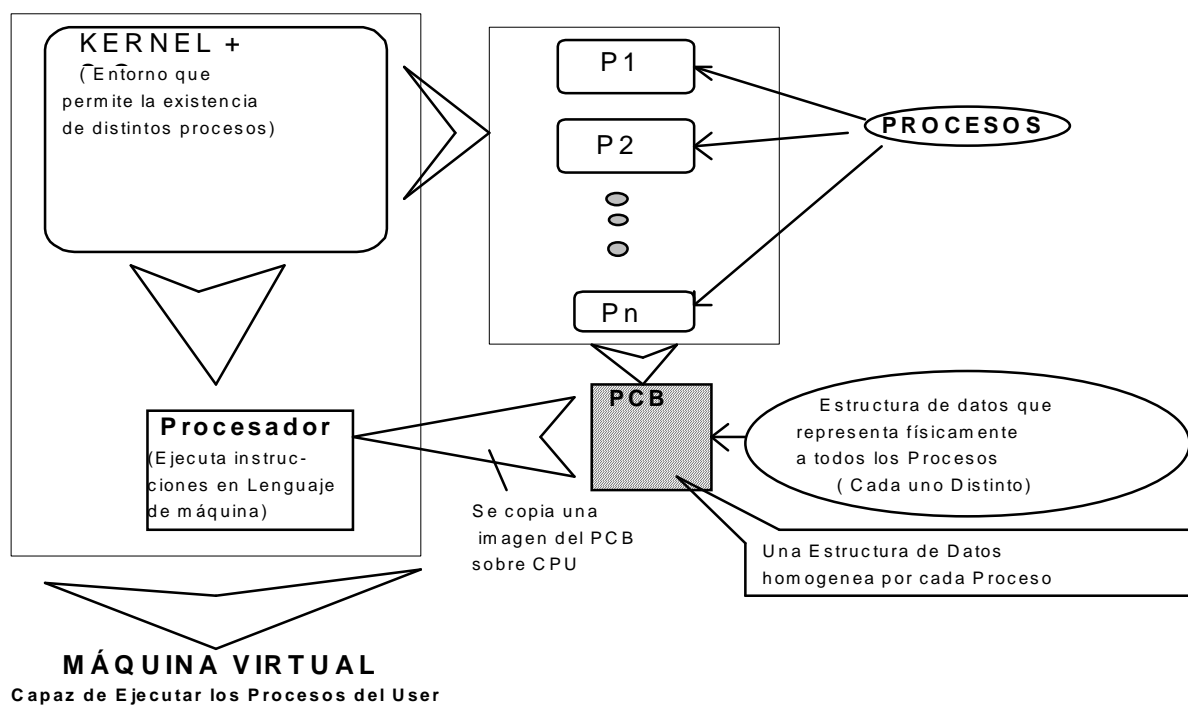 KERNEL +
( Entorno que
permite la existencia
de distintos procesos)
P1
P2
Pn
PROCESOS
Procesador
(Ejecuta instruc-
ciones en Lenguaje
de máquina)
PCB
Se copia una
imagen del PCB
sobre CPU
Estructura de datos que
representa físicamente
a todos los Procesos
( Cada uno Distinto)
Una Estructura de Datos
homogenea por cada Proceso
MÁQUINA VIRTUAL
Capaz de Ejecutar los Procesos del User